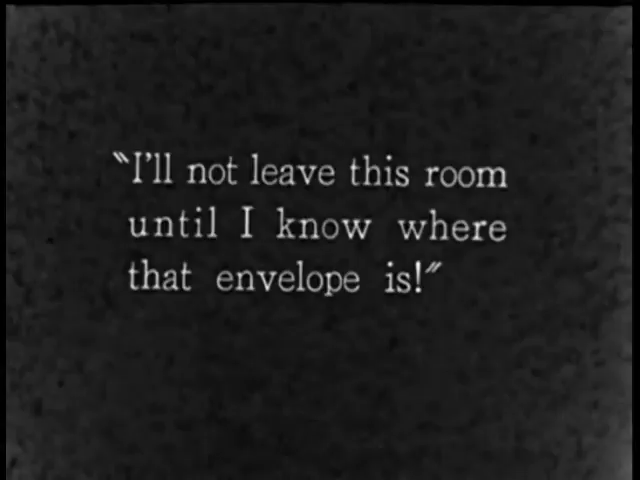 "I'll not leave this room
until I know where
that envelope is!"